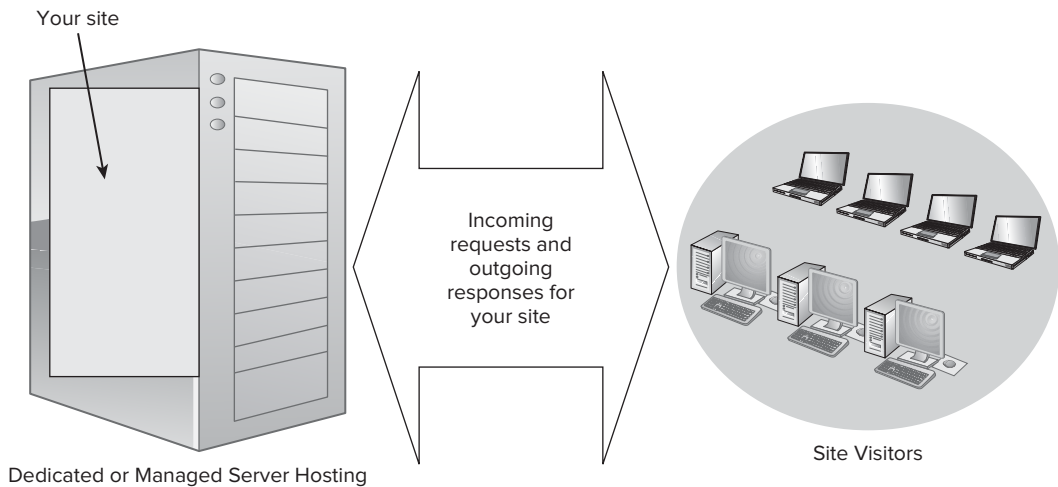 Your site
Incoming
requests and
outgoing
responses for
your site
Site Visitors
Dedicated or Managed Server Hosting